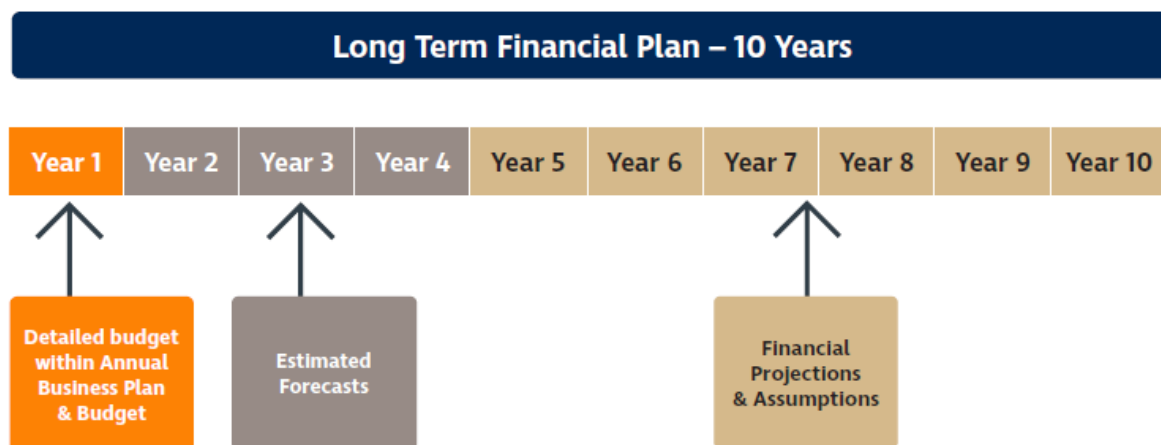 Long Term Financial Plan – 10 Years
Year 1 Year 2 Year 3 Year 4 Year 5 Year 6 Year 7 Year 8 Year 9 Year 10
Detailed budget
within Annual
Business Plan
& Budget
Estimated
Forecasts
Financial
Projections
& Assumptions